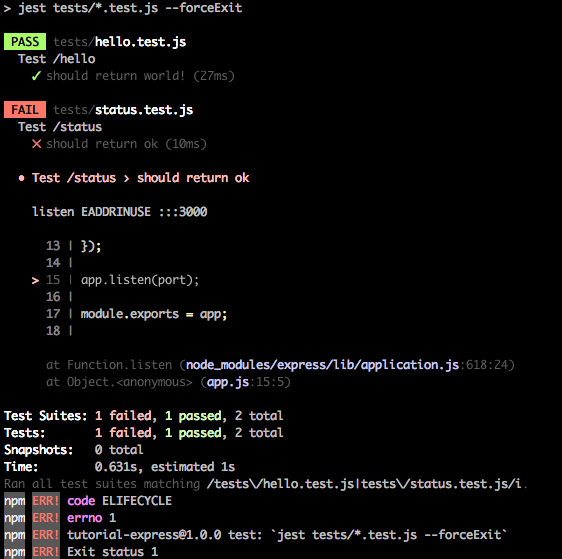 > jest tests/*.test.js --forceExit
PASS tests/hello.test.js
Test /hello
✓ should return world! (27ms)
FAIL tests/status.test.js
Test /status
✕ should return ok (10ms)
● Test /status › should return ok
listen EADDRINUSE :::3000
13 | });
14 |
> 15 | app.listen(port);
16 |
17 | module.exports = app;
18 |
at Function.listen (node_modules/express/lib/application.js:618:24)
at Object.<anonymous> (app.js:15:5)
Test Suites: 1 failed, 1 passed, 2 total
Tests: 1 failed, 1 passed, 2 total
Snapshots: 0 total
Time: 0.631s, estimated 1s
Ran all test suites matching /tests\/hello.test.js|tests\/status.test.js/i.
npm ERR! code ELIFECYCLE
npm ERR! errno 1
npm ERR! tutorial-express@1.0.0 test: `jest tests/*.test.js --forceExit`
npm ERR! Exit status 1